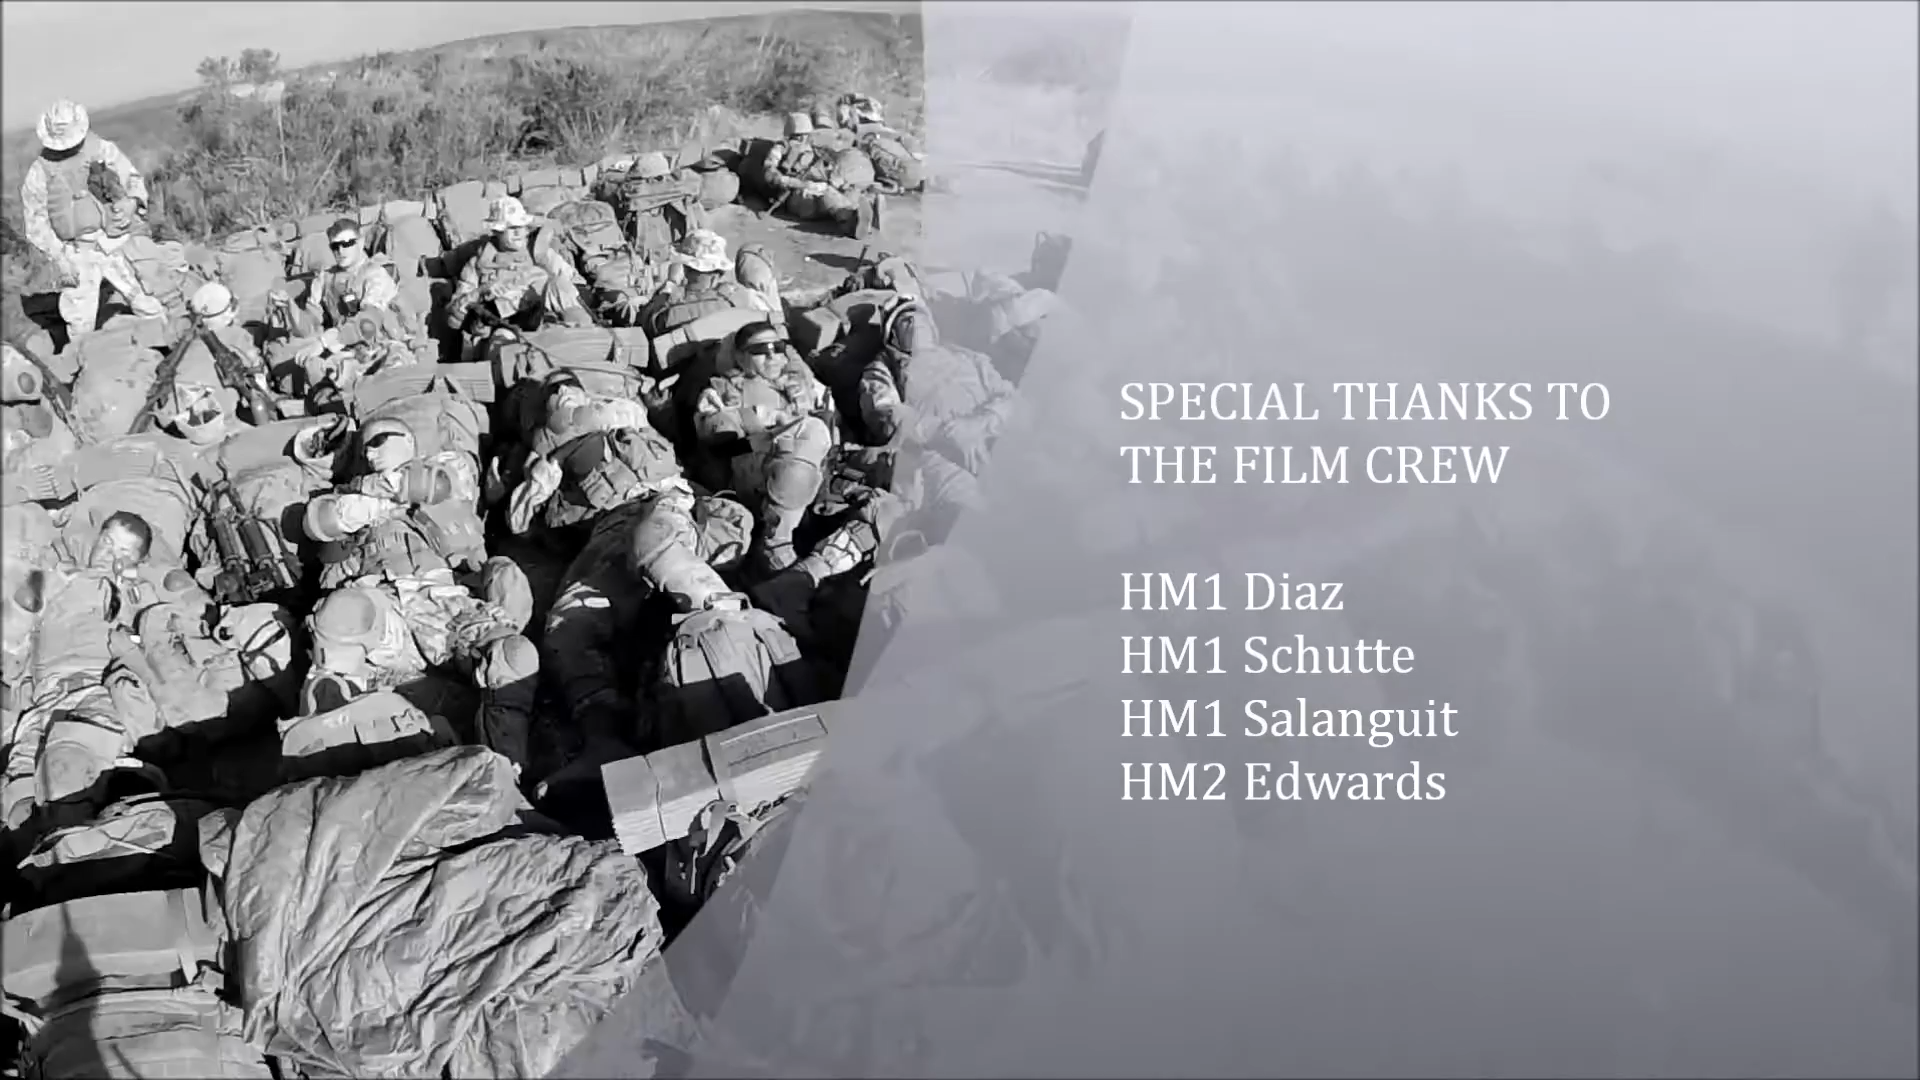 SPECIAL THANKS TO
THE FILM CREW
HM1 Diaz
HM1 Schutte
HM1 Salanguit
HM2 Edwards